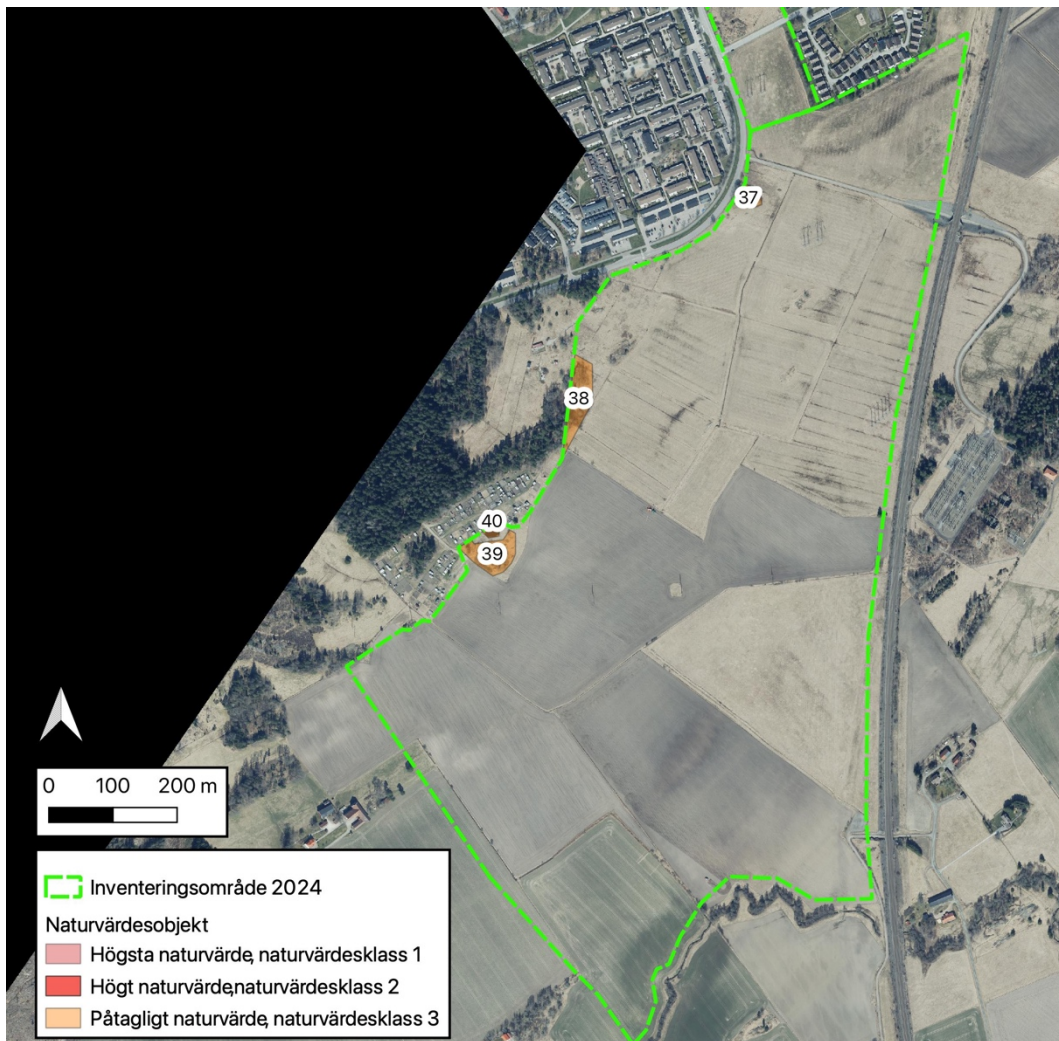 37
38
40
39
0 100 200 m
Inventeringsområde 2024
Naturvärdesobjekt
Högsta naturvärde, naturvärdesklass 1
Högt naturvärde,naturvärdesklass 2
Påtagligt naturvärde, naturvärdesklass 3